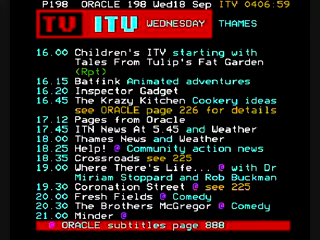 P198 ORACLE 198 Wed18 Sep ITV 0406:59
TV ITV WEDNESDAY THAMES
16.00 Children's ITV starting with
Tales From Tulip's Fat Garden
(Rpt)
16.15 Batfink Animated adventures
16.20 Inspector Gadget
16.45 The Krazy Kitchen Cookery ideas
see ORACLE page 226 for details
17.12 Pages from Oracle
17.45 ITN News At 5.45 and Weather
18.00 Thames News and Weather
18.25 Help! @ Community action news
18.35 Crossroads see 225
19.00 Where There's Life... @ with Dr
Miriam Stoppard and Rob Buckman
19.30 Coronation Street @ see 225
20.00 Fresh Fields @ Comedy
20.30 The Brothers McGregor @ Comedy
21.00 Minder @
@ ORACLE subtitles page 888